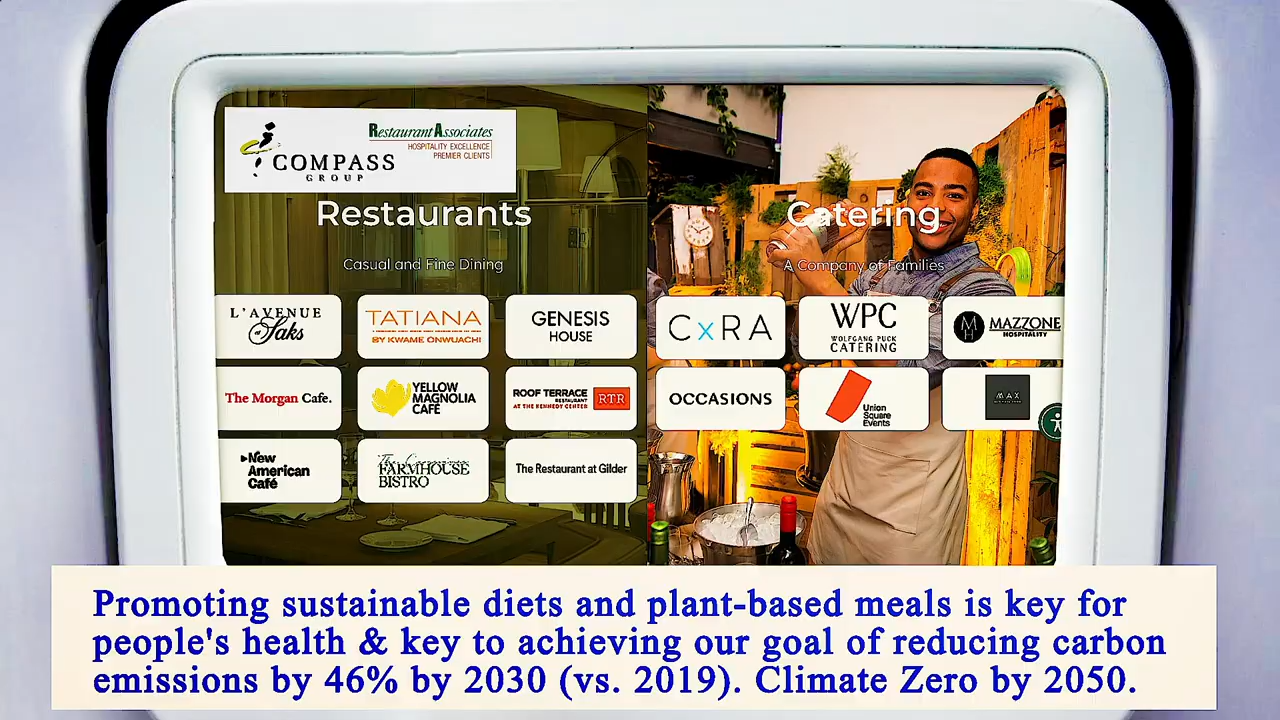 COMPASS
GROUP
Restaurant Associates
HOSPITALITY EXCELLENCE
PREMIER CLIENTS
Restaurants
Casual and Fine Dining
L'AVENUE
Saks
TATIANA
BY KWAME ONWUACHI
GENESIS
HOUSE
The Morgan Cafe.
YELLOW
MAGNOLIA
CAFÉ
ROOF TERRACE
RESTAURANT
AT THE KENNEDY CENTER
RTR
New
American
Café
FARMHOUSE
BISTRO
The Restaurant at Gilder
Catering
A Company of Families
CxRA
WPC
WOLFGANG PUCK
CATERING
MH
MAZZONE
HOSPITALITY
OCCASIONS
Union
Square
Events
MAX
Promoting sustainable diets and plant-based meals is key for
people's health & key to achieving our goal of reducing carbon
emissions by 46% by 2030 (vs. 2019). Climate Zero by 2050.